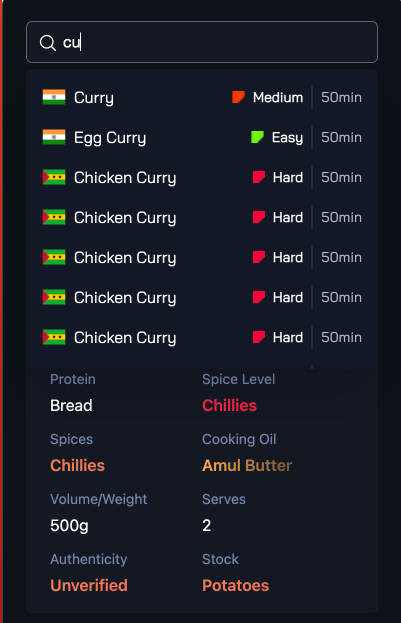 cu
Curry Medium 50min
Egg Curry Easy 50min
Chicken Curry Hard 50min
Chicken Curry Hard 50min
Chicken Curry Hard 50min
Chicken Curry Hard 50min
Chicken Curry Hard 50min
Protein Spice Level
Bread Chillies
Spices Cooking Oil
Chillies Amul Butter
Volume/Weight Serves
500g 2
Authenticity Stock
Unverified Potatoes